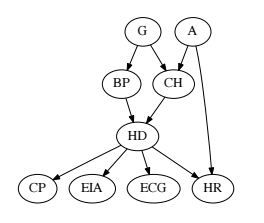 G A
BP CH
HD
CP EIA ECG HR